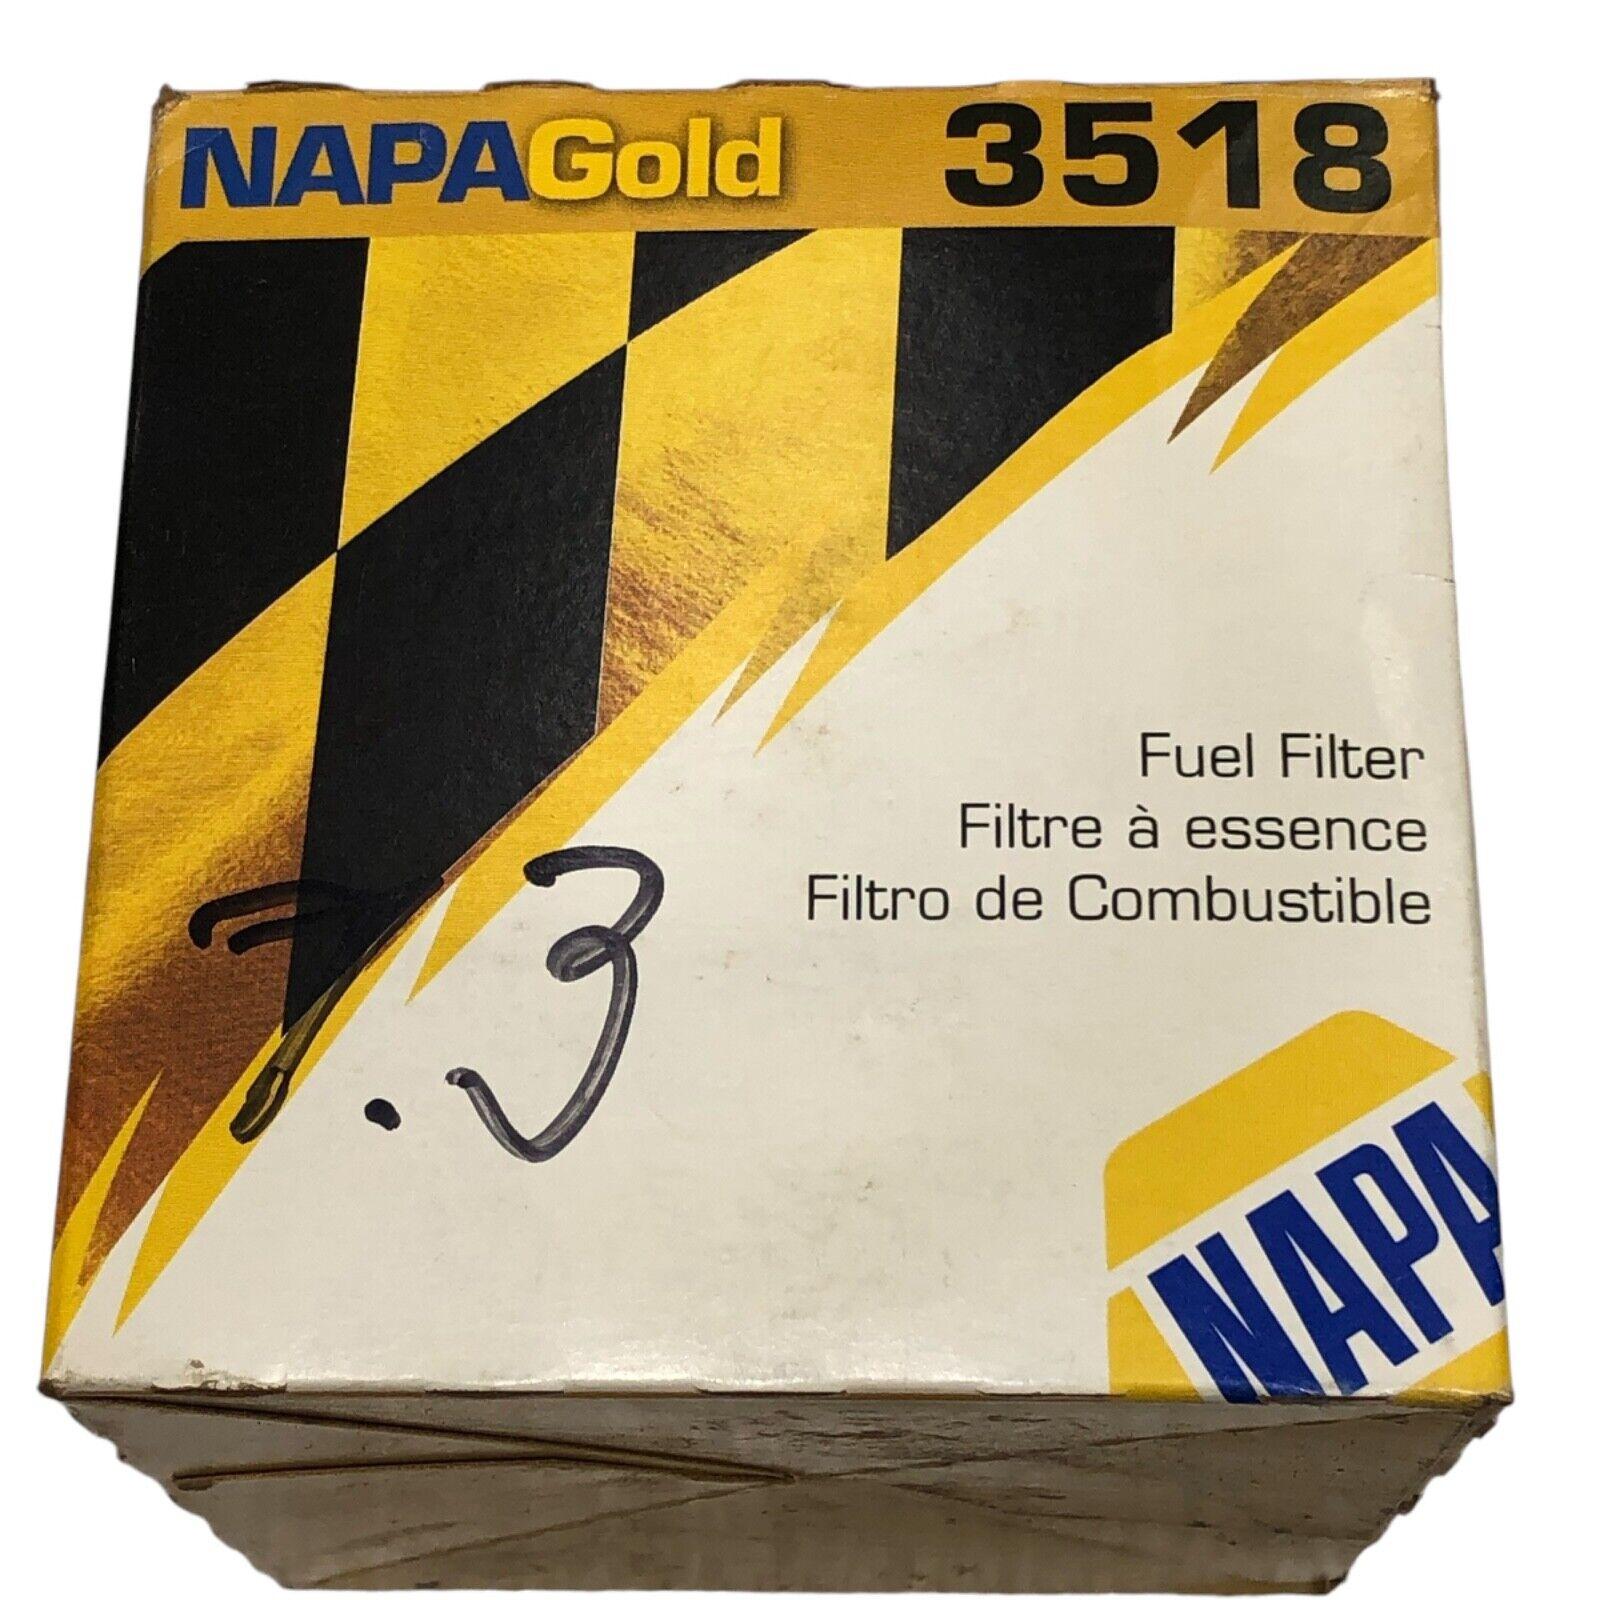 NAPAGold 3518
Fuel Filter
Filtre à essence
Filtro de Combustible
7.3
NAPA